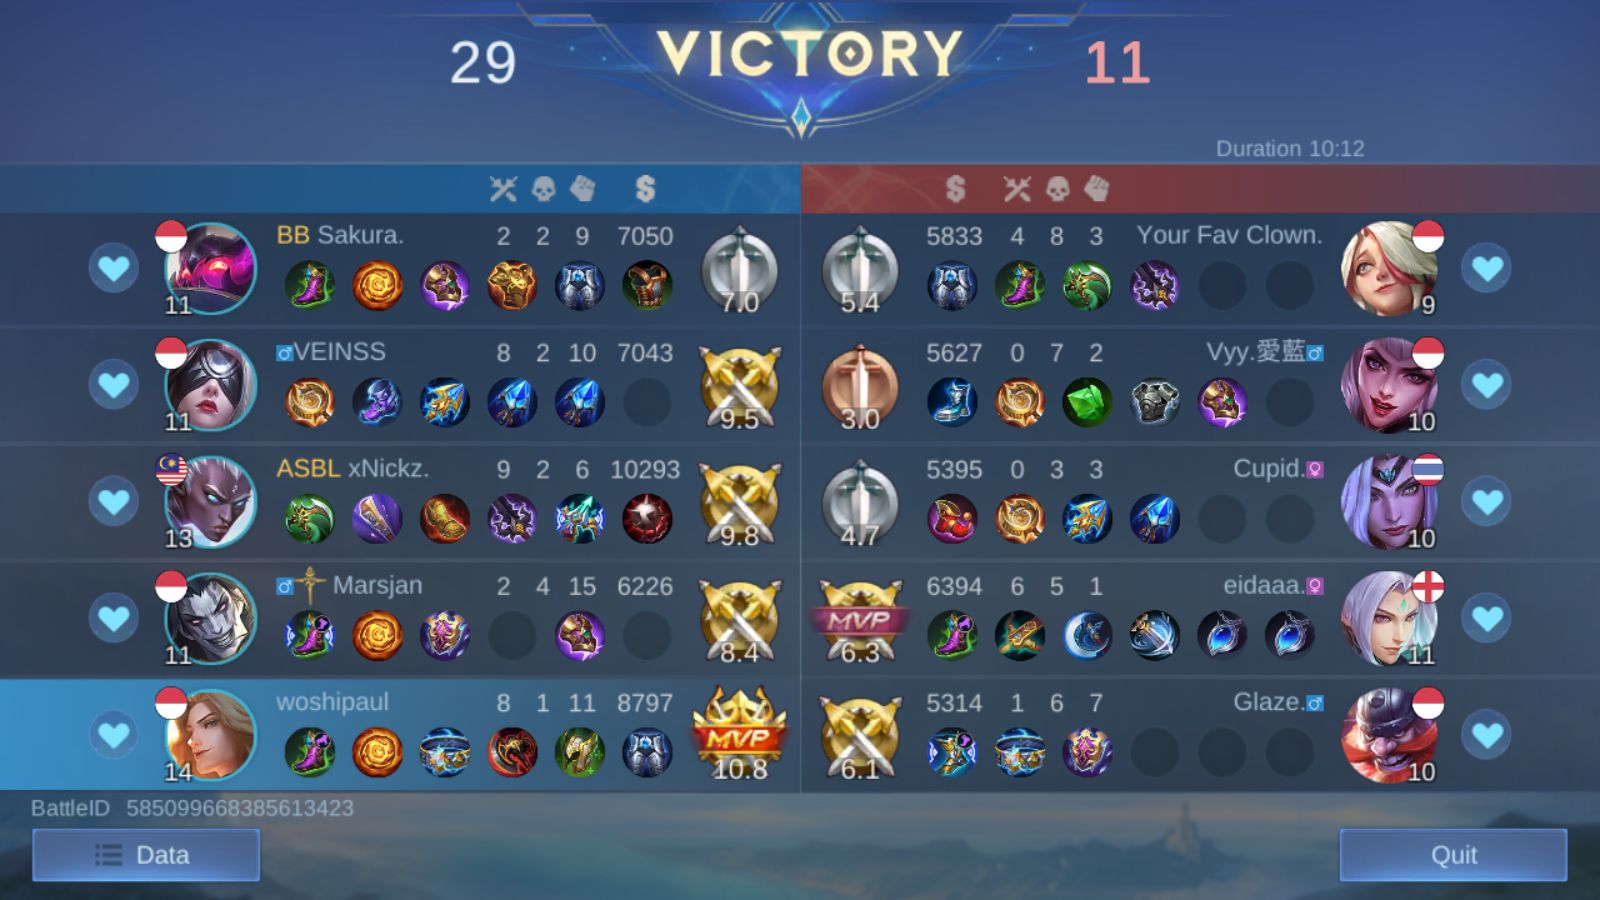 29 VICTORY 11
Duration 10:12
BB Sakura. 2 2 9 7050
11 7.0
5833 4 8 3 Your Fav Clown.
5.4 9
VEINSS 8 2 10 7043
11 9.5
5627 0 7 2 Vyy.愛藍
3.0 10
ASBL xNickz. 9 2 6 10293
13 9.8
5395 0 3 3 Cupid.
4.7 10
Marsjan 2 4 15 6226
11 8.4
6394 6 5 1 eidaaa.
MVP
6.3 11
woshipaul 8 1 11 8797
MVP
14 10.8
5314 1 6 7 Glaze.
6.1 10
BattleID 585099668385613423
Data
Quit